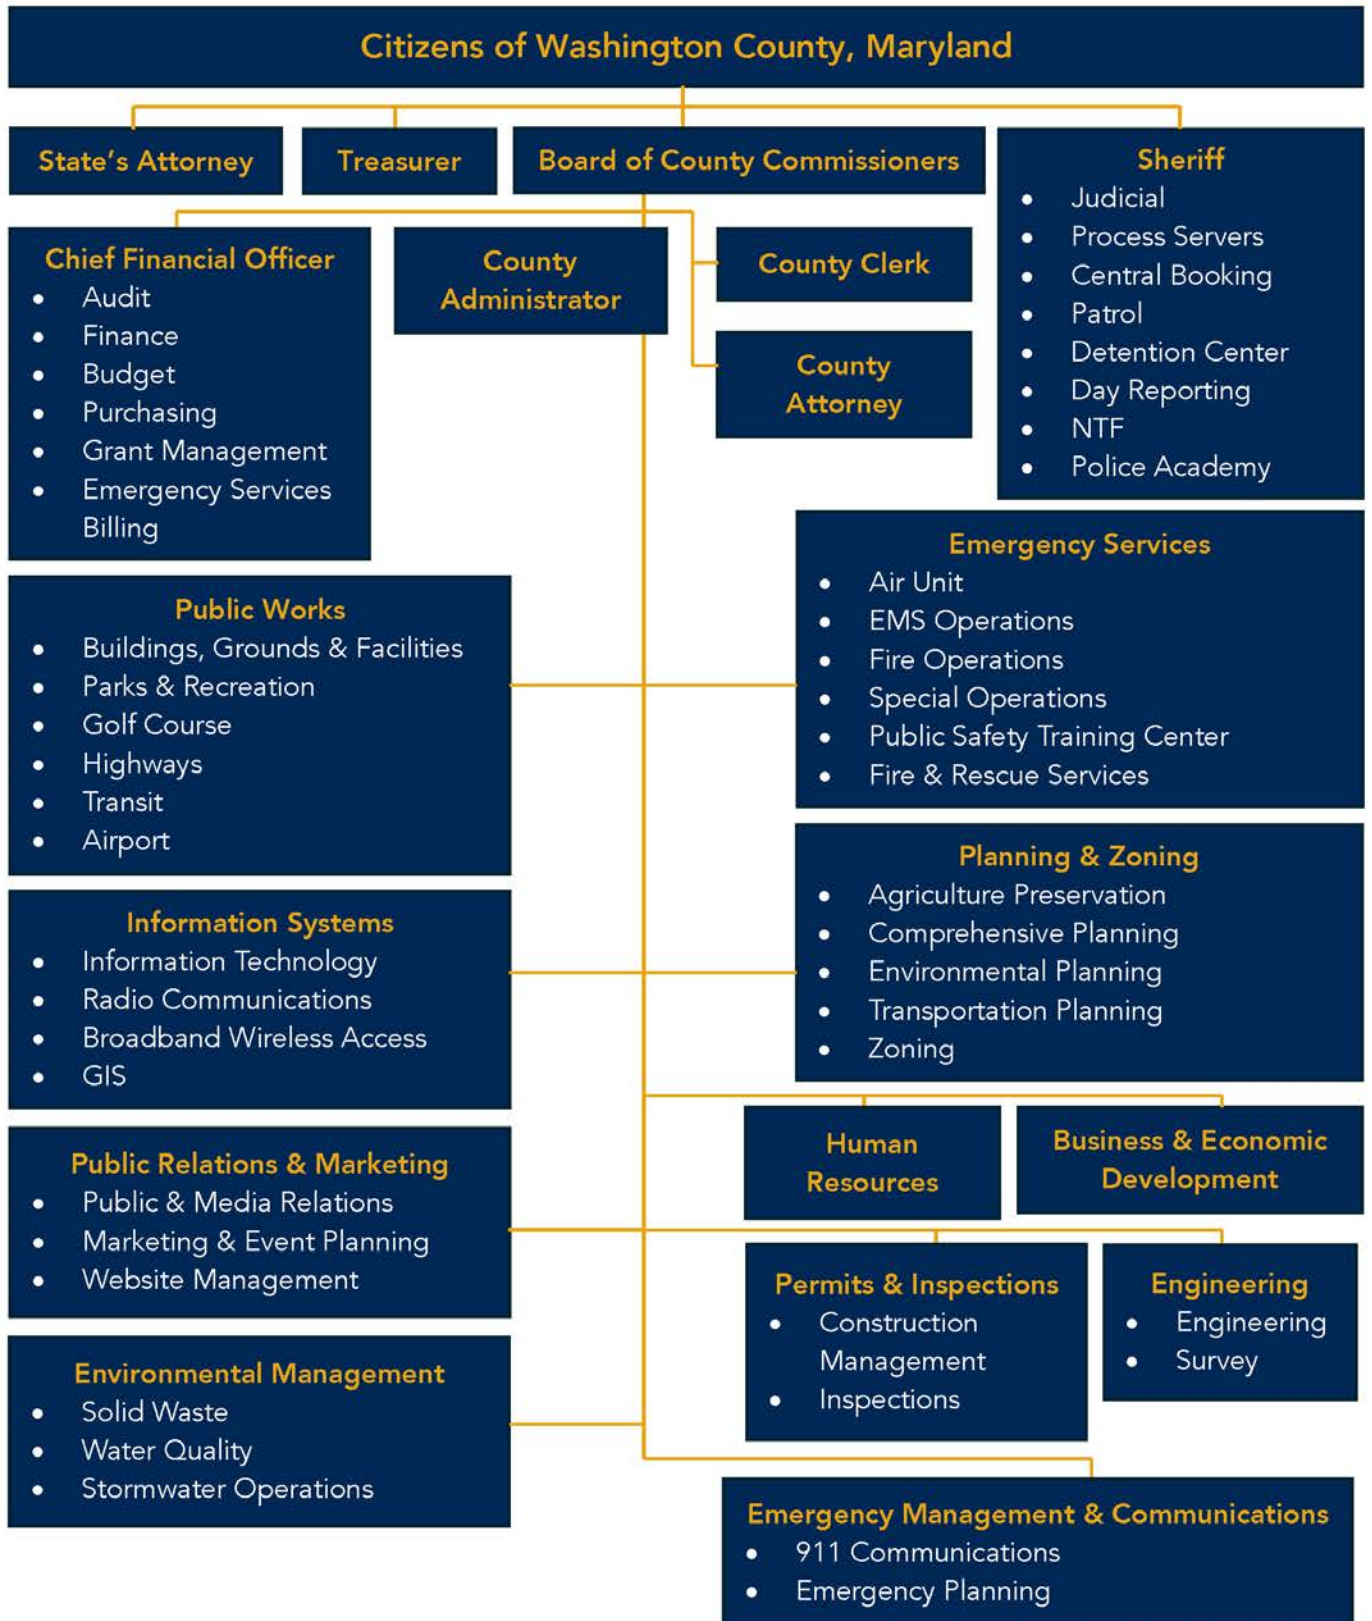 Citizens of Washington County, Maryland
State's Attorney
Treasurer
Board of County Commissioners
Sheriff
• Judicial
• Process Servers
• Central Booking
• Patrol
• Detention Center
• Day Reporting
• NTF
• Police Academy
Chief Financial Officer
• Audit
• Finance
• Budget
• Purchasing
• Grant Management
• Emergency Services
Billing
County
Administrator
County Clerk
County
Attorney
Emergency Services
• Air Unit
• EMS Operations
• Fire Operations
• Special Operations
• Public Safety Training Center
• Fire & Rescue Services
Public Works
• Buildings, Grounds & Facilities
• Parks & Recreation
• Golf Course
• Highways
• Transit
• Airport
Planning & Zoning
• Agriculture Preservation
• Comprehensive Planning
• Environmental Planning
• Transportation Planning
• Zoning
Information Systems
• Information Technology
• Radio Communications
• Broadband Wireless Access
• GIS
Human
Resources
Business & Economic
Development
Public Relations & Marketing
• Public & Media Relations
• Marketing & Event Planning
• Website Management
Permits & Inspections
• Construction
Management
• Inspections
Engineering
• Engineering
• Survey
Environmental Management
• Solid Waste
• Water Quality
• Stormwater Operations
Emergency Management & Communications
• 911 Communications
• Emergency Planning